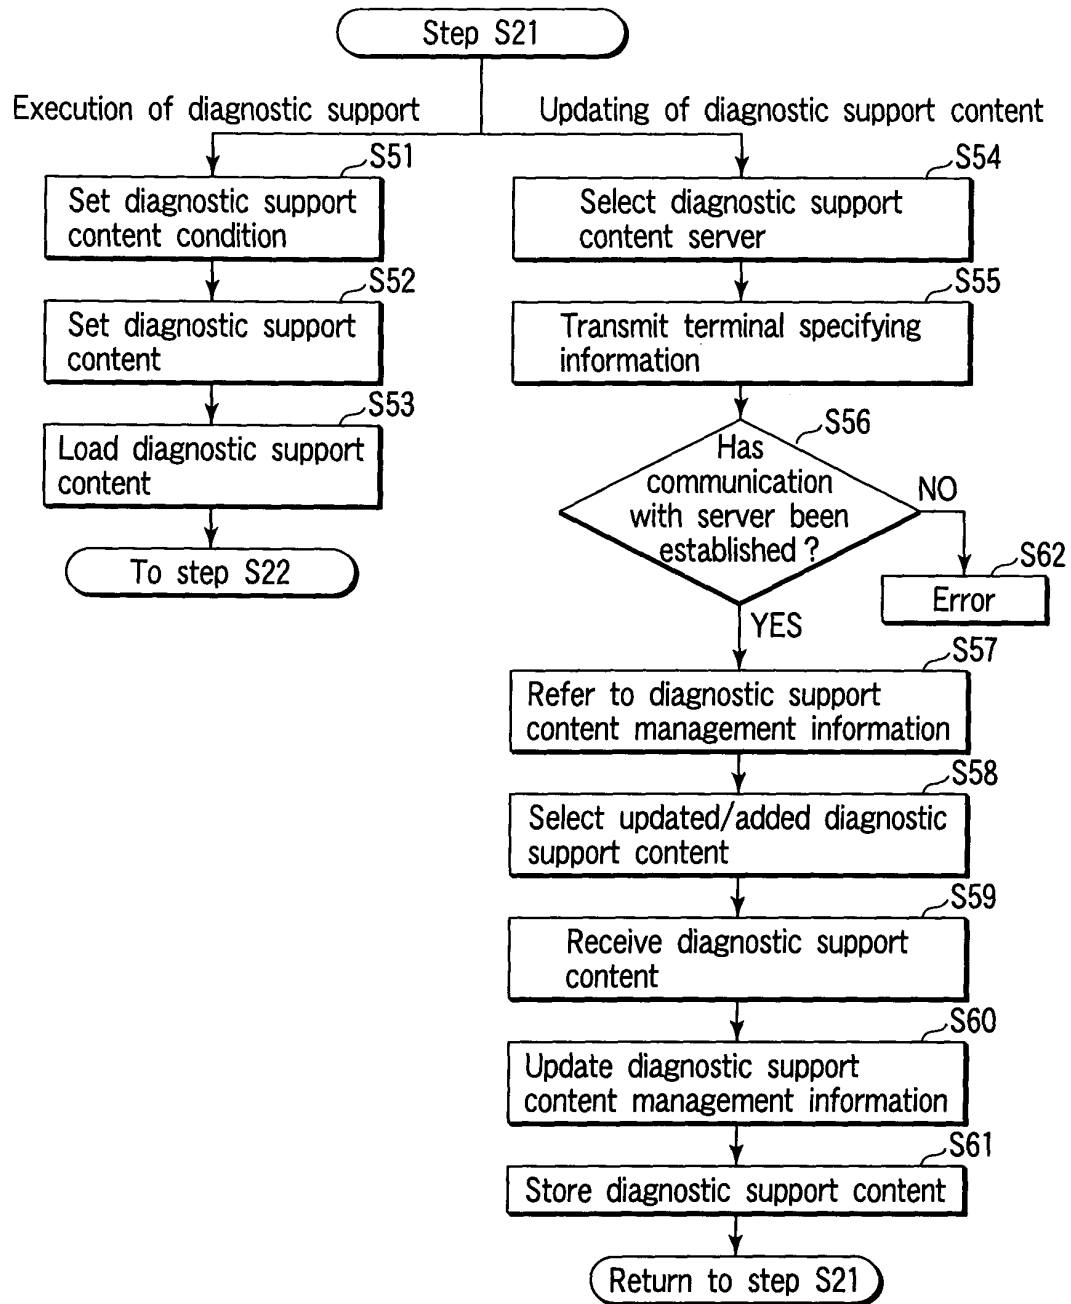 Step S21
Execution of diagnostic support
Updating of diagnostic support content
S51
Set diagnostic support
content condition
S52
Set diagnostic support
content
S53
Load diagnostic support
content
To step S22
S54
Select diagnostic support
content server
S55
Transmit terminal specifying
information
S56
Has
communication
with server been
established ?
NO
S62
Error
YES
S57
Refer to diagnostic support
content management information
S58
Select updated/added diagnostic
support content
S59
Receive diagnostic support
content
S60
Update diagnostic support
content management information
S61
Store diagnostic support content
Return to step S21